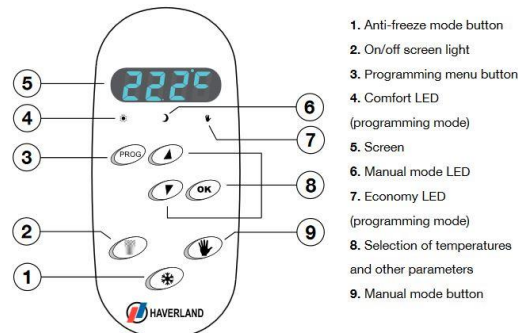 5
22.2°C
4
6
7
3
PROG
OK
8
2
9
1
HAVERLAND
1. Anti-freeze mode button
2. On/off screen light
3. Programming menu button
4. Comfort LED
(programming mode)
5. Screen
6. Manual mode LED
7. Economy LED
(programming mode)
8. Selection of temperatures
and other parameters
9. Manual mode button